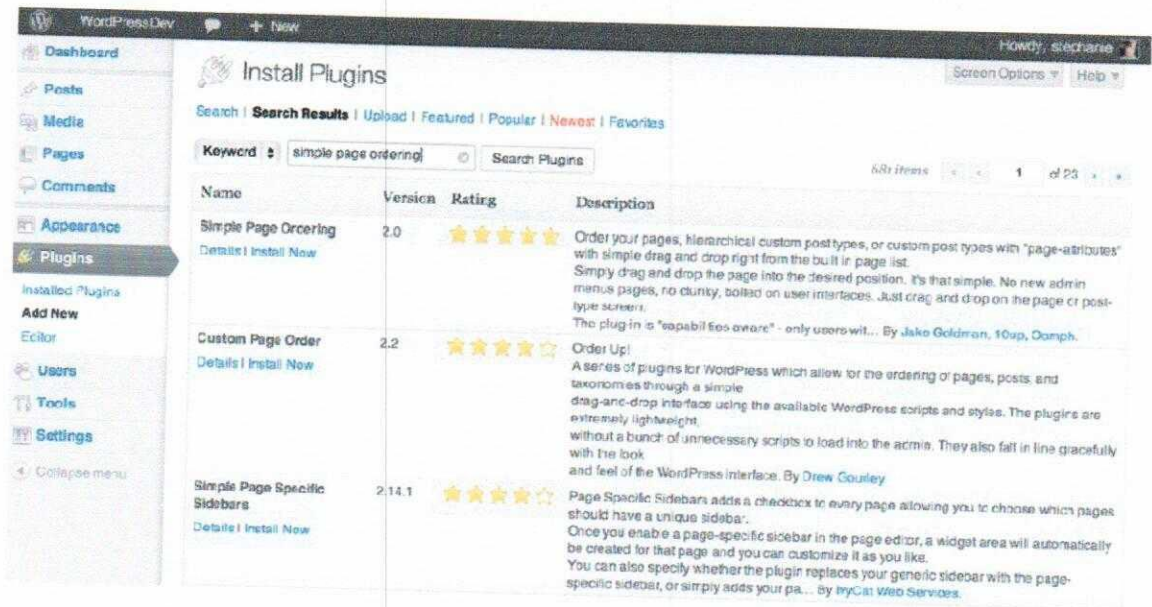 WordPressDev + New
Howdy, stephanie
Dashboard
Posts
Media
Pages
Comments
Appearance
Plugins
Installed Plugins
Add New
Editor
Users
Tools
Settings
Collapse menu
Install Plugins
Screen Options Help
Search | Search Results | Upload | Featured | Popular | Newest | Favorites
Keyword simple page ordering Search Plugins
681 items 1 of 23
Name Version Rating Description
Simple Page Ordering 2.0
Details | Install Now
Order your pages, hierarchical custom post types, or custom post types with "page-attributes"
with simple drag and drop right from the built in page list.
Simply drag and drop the page into the desired position. It's that simple. No new admin
menus pages, no clunky, bolted on user interfaces. Just drag and drop on the page or post-
type screen.
The plug-in is "capabilities aware" - only users wit... By Jake Goldman, 10up, Oomph.
Custom Page Order 2.2
Details | Install Now
Order Up!
A series of plugins for WordPress which allow for the ordering of pages, posts, and
taxonomies through a simple
drag-and-drop interface using the available WordPress scripts and styles. The plugins are
extremely lightweight,
without a bunch of unnecessary scripts to load into the admin. They also fall in line gracefully
with the look
and feel of the WordPress interface. By Drew Gourley
Simple Page Specific
Sidebars
2.14.1
Details | Install Now
Page Specific Sidebars adds a checkbox to every page allowing you to choose which pages
should have a unique sidebar.
Once you enable a page-specific sidebar in the page editor, a widget area will automatically
be created for that page and you can customize it as you like.
You can also specify whether the plugin replaces your generic sidebar with the page-
specific sidebar, or simply adds your pa... By IvyCat Web Services.